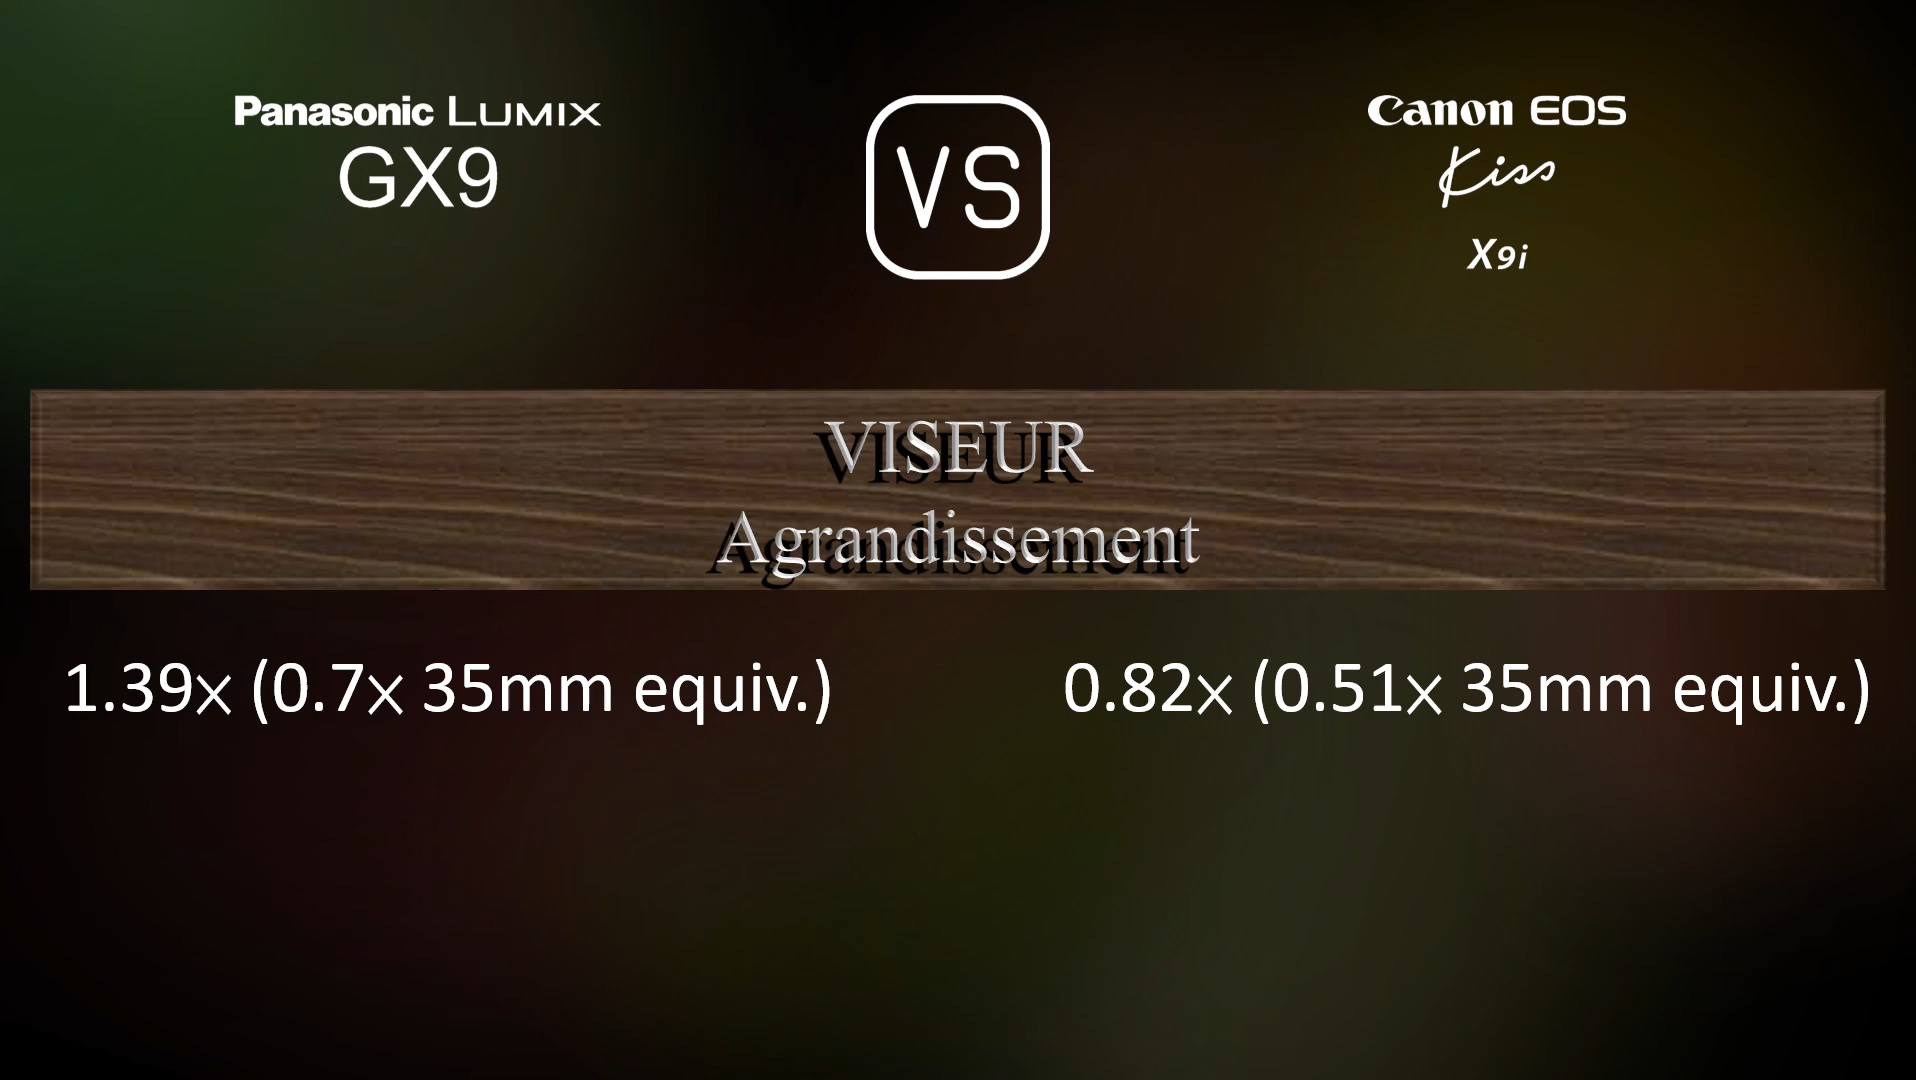 Panasonic LUMIX
GX9
VS
Canon EOS
Kiss
X9i
VISEUR
Agrandissement
1.39x (0.7x 35mm equiv.)
0.82x (0.51x 35mm equiv.)